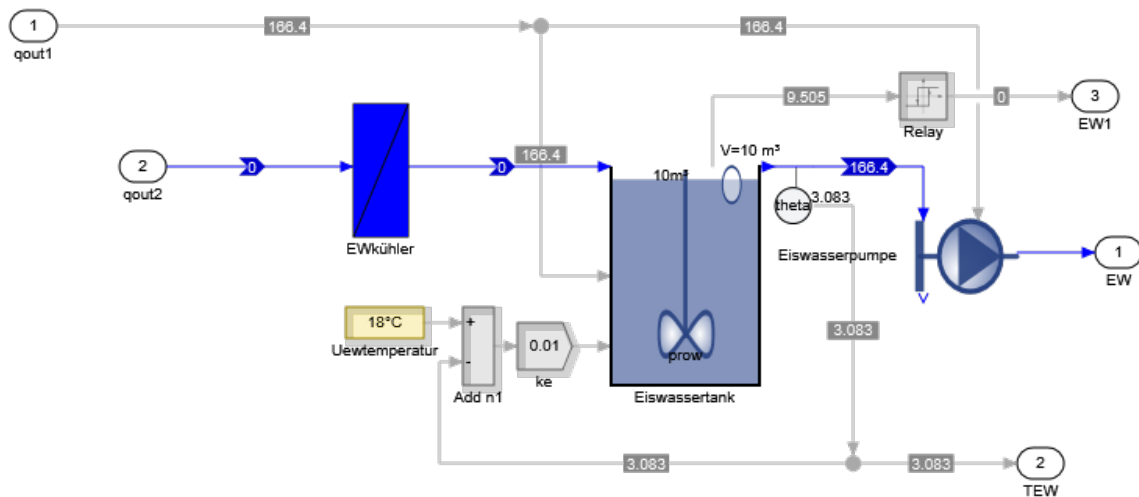 1
qout1
166.4
166.4
9.505
Relay
0
3
EW1
2
qout2
0
EWkühler
0
166.4
V=10 m³
10m³
166.4
theta
3.083
Eiswasserpumpe
V
1
EW
18°C
Uewtemperatur
+
-
Add n1
0.01
ke
prow
Eiswassertank
3.083
3.083
3.083
2
TEW